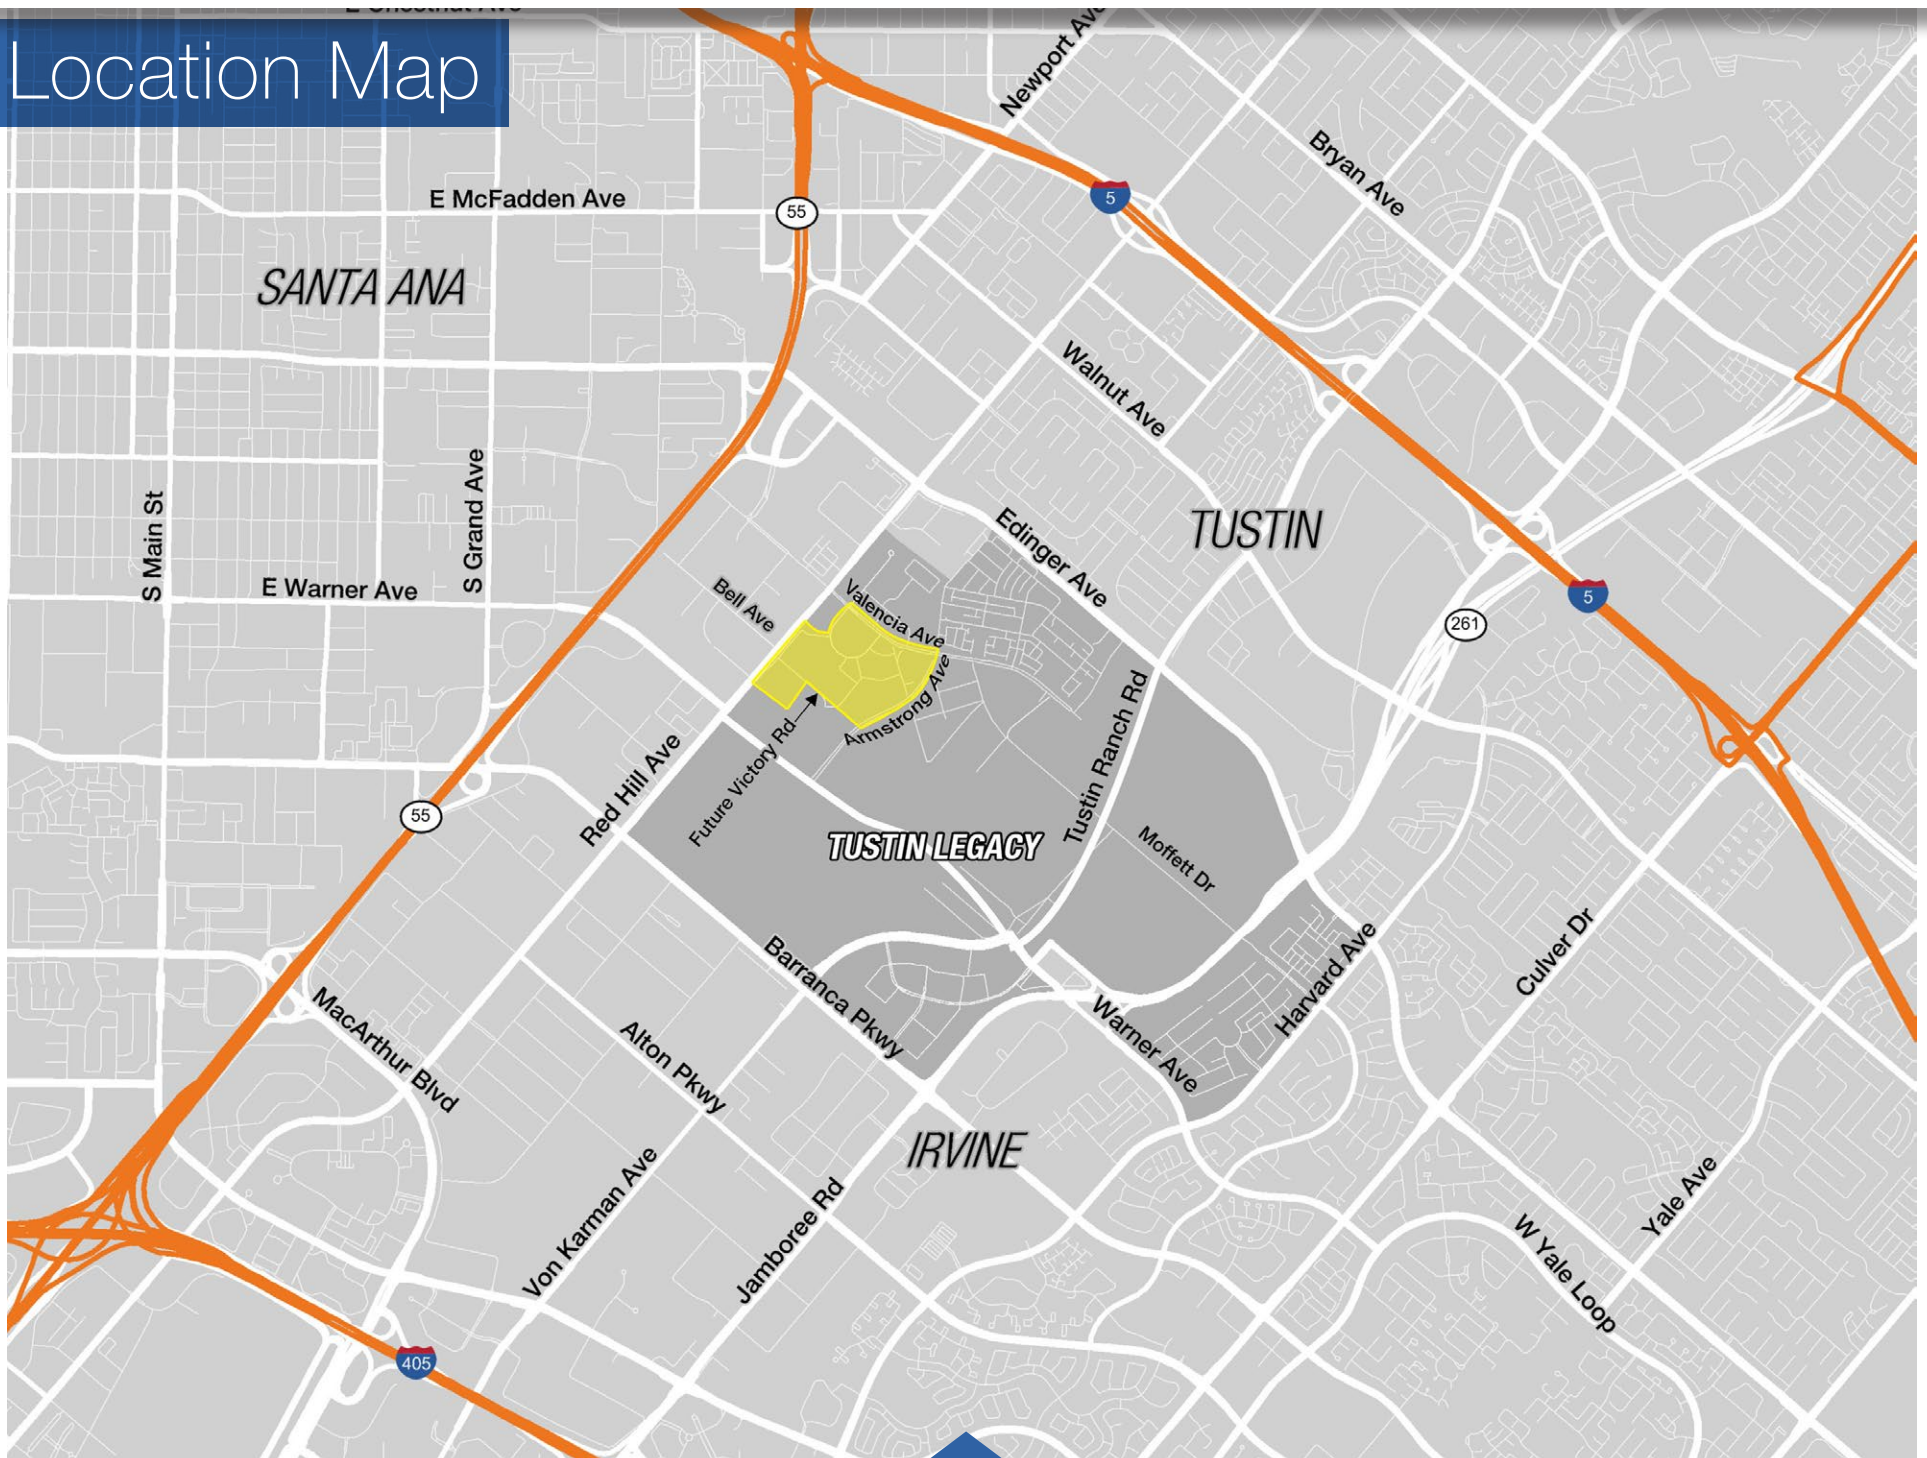 E Chestnut Ave
Location Map
Newport Ave
Bryan Ave
E McFadden Ave
55
5
SANTA ANA
Walnut Ave
S Main St
S Grand Ave
TUSTIN
Edinger Ave
E Warner Ave
Bell Ave
Valencia Ave
5
261
Armstrong Ave
Future Victory Rd
Tustin Ranch Rd
Red Hill Ave
55
TUSTIN LEGACY
Moffett Dr
Barranca Pkwy
Harvard Ave
Culver Dr
MacArthur Blvd
Alton Pkwy
Warner Ave
IRVINE
Von Karman Ave
Jamboree Rd
Yale Ave
W Yale Loop
405